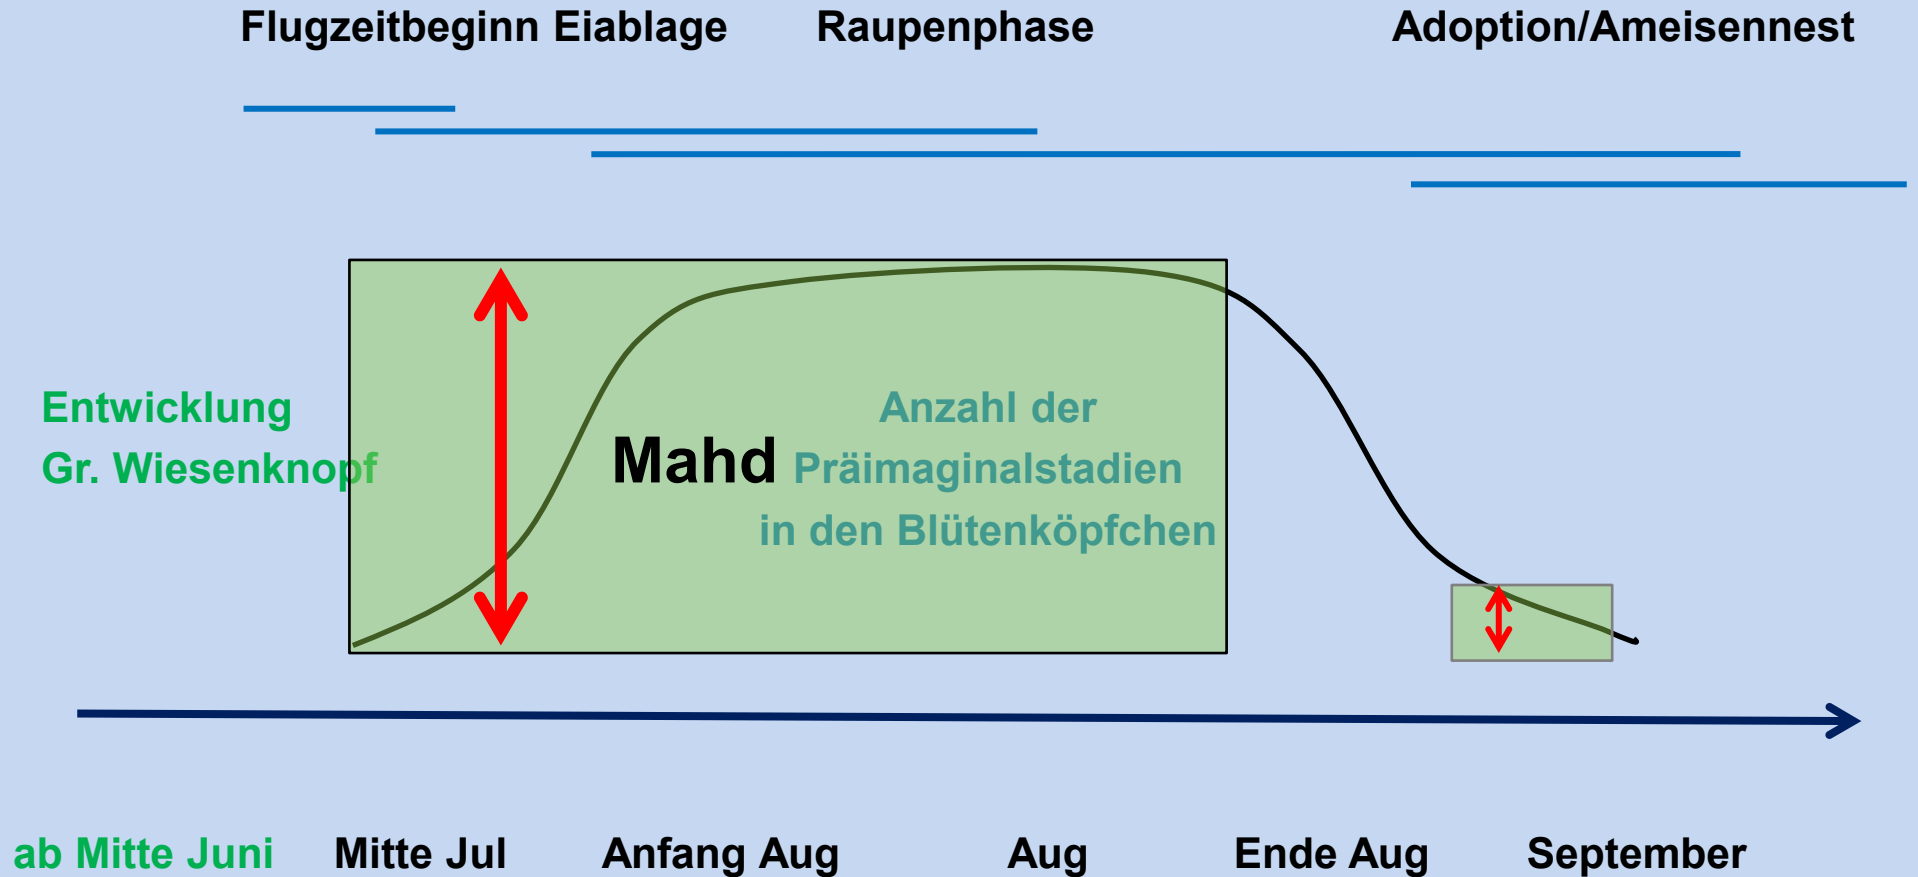 Flugzeitbeginn Eiablage Raupenphase Adoption/Ameisennest
Entwicklung
Gr. Wiesenknopf
Mahd
Anzahl der
Präimaginalstadien
in den Blütenköpfchen
ab Mitte Juni Mitte Jul Anfang Aug Aug Ende Aug September